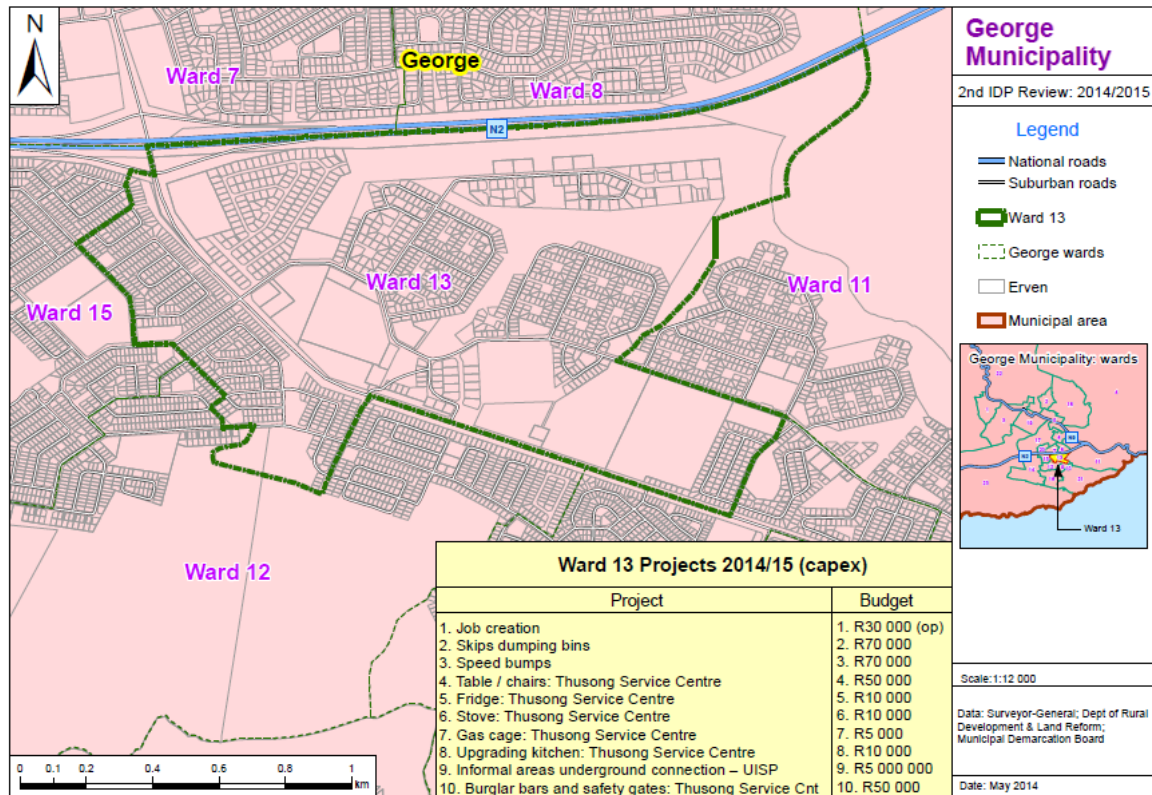 N
Ward 7
George
Ward 8
N2
Ward 13
Ward 11
Ward 15
Ward 12
0 0.1 0.2 0.4 0.6 0.8 1
km
Ward 13 Projects 2014/15 (capex)
Project Budget
1. Job creation 1. R30 000 (op)
2. Skips dumping bins 2. R70 000
3. Speed bumps 3. R70 000
4. Table / chairs: Thusong Service Centre 4. R50 000
5. Fridge: Thusong Service Centre 5. R10 000
6. Stove: Thusong Service Centre 6. R10 000
7. Gas cage: Thusong Service Centre 7. R5 000
8. Upgrading kitchen: Thusong Service Centre 8. R10 000
9. Informal areas underground connection – UISP 9. R5 000 000
10. Burglar bars and safety gates: Thusong Service Cnt 10. R50 000
George
Municipality
2nd IDP Review: 2014/2015
Legend
National roads
Suburban roads
Ward 13
George wards
Erven
Municipal area
George Municipality: wards
Ward 13
Scale:1:12 000
Data: Surveyor-General; Dept of Rural
Development & Land Reform;
Municipal Demarcation Board
Date: May 2014